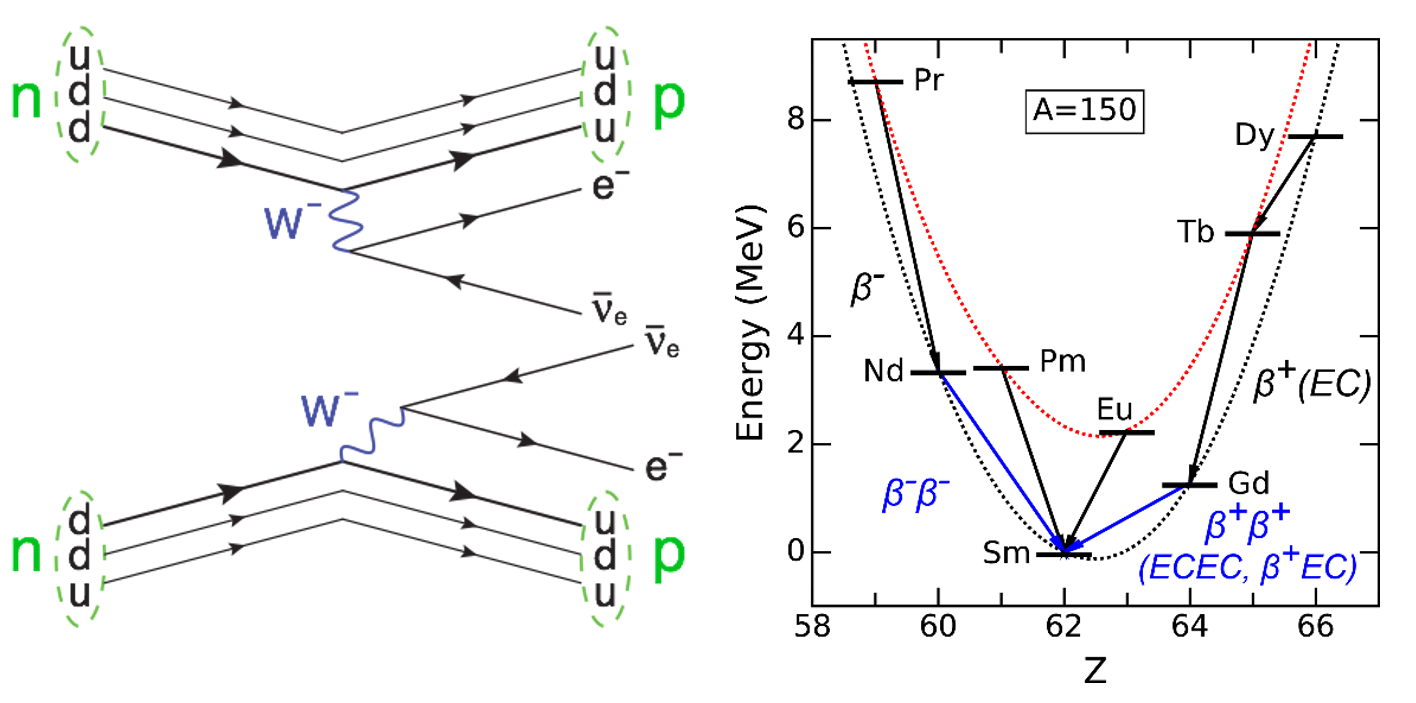 u
d
d
n
u
d
u
p
W⁻
e⁻
ν̅e
ν̅e
W⁻
e⁻
d
d
u
n
u
d
u
p
A=150
Energy (MeV)
8
6
4
2
0
58 60 62 64 66
Z
Pr
Dy
Tb
β⁻
Nd
Pm
β⁺(EC)
Eu
β⁻β⁻
Gd
β⁺β⁺
Sm
(ECEC, β⁺EC)